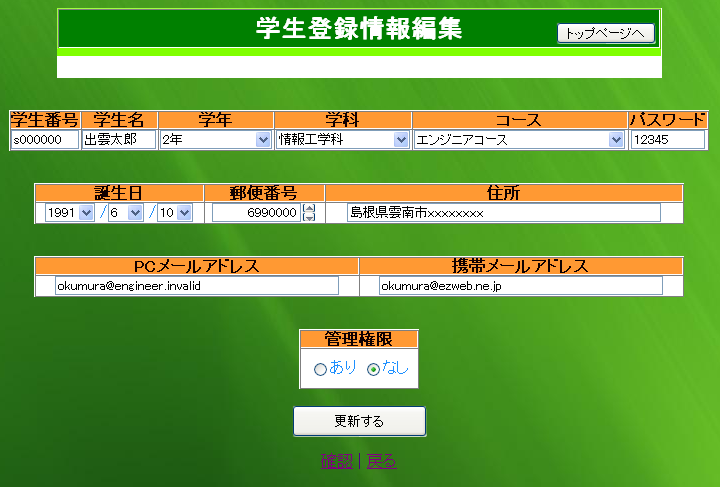 学生登録情報編集 トップページへ
学生番号 学生名 学年 学科 コース パスワード
s000000 出雲太郎 2年 情報工学科 エンジニアコース 12345
誕生日 郵便番号 住所
1991 / 6 / 10 6990000 島根県雲南市xxxxxxxx
PCメールアドレス 携帯メールアドレス
okumura@engineer.invalid okumura@ezweb.ne.jp
管理権限
あり なし
更新する
確認 | 戻る